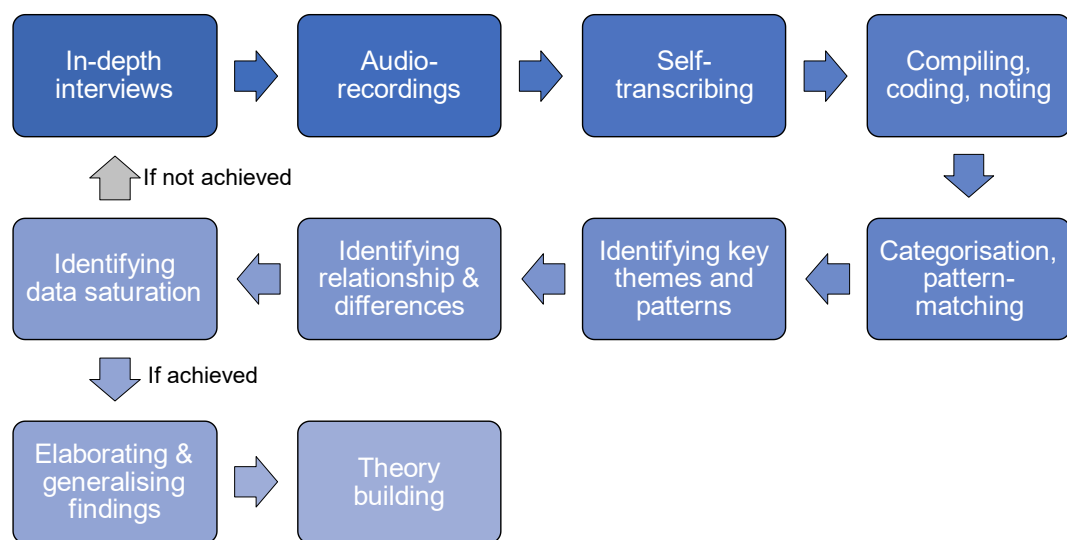 In-depth
interviews
Audio-
recordings
Self-
transcribing
Compiling,
coding, noting
If not achieved
Categorisation,
pattern-
matching
Identifying key
themes and
patterns
Identifying
relationship &
differences
Identifying
data saturation
If achieved
Elaborating &
generalising
findings
Theory
building